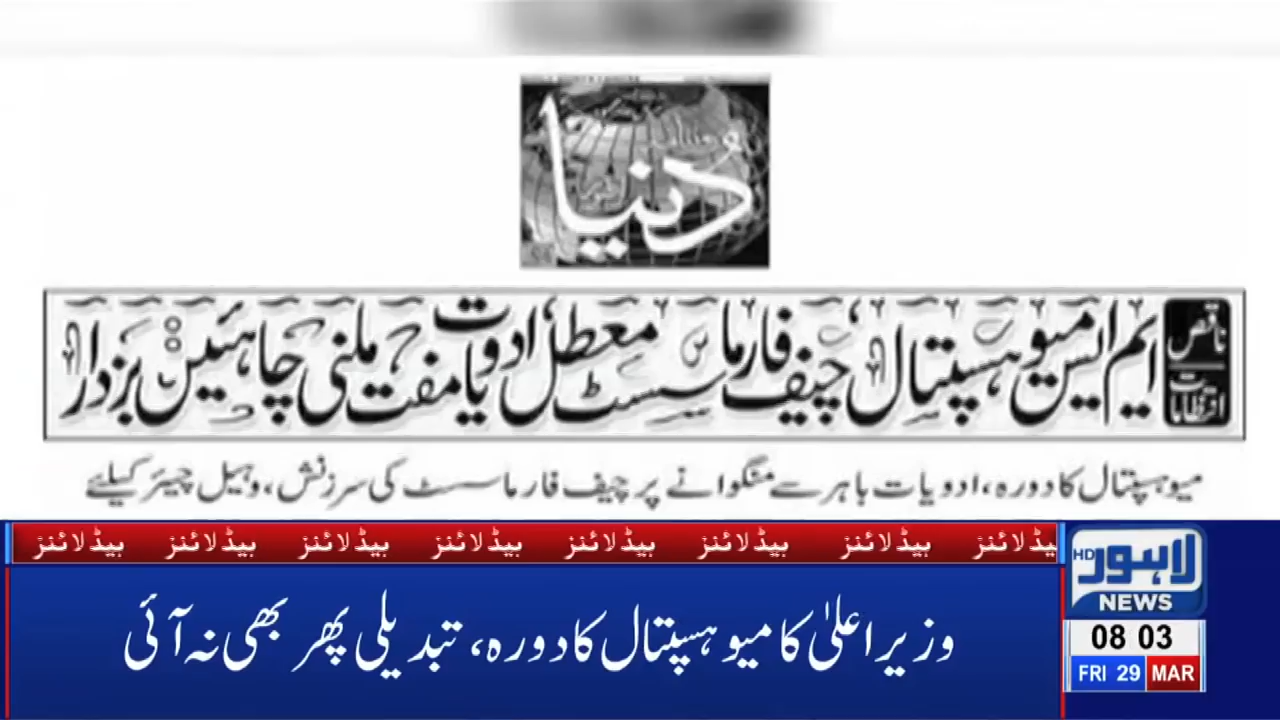 دنیا
ناقص انتظامات
ایم ایس میو ہسپتال، چیف فارماسسٹ معطل، ادویات مفت ملنی چاہئیں، بزدار
میو ہسپتال کا دورہ، ادویات باہر سے منگوانے پر چیف فارماسسٹ کی سرزنش، وہیل چیئر کیلئے
ہیڈلائنز ہیڈلائنز ہیڈلائنز ہیڈلائنز ہیڈلائنز ہیڈلائنز ہیڈلائنز ہیڈلائنز
وزیراعلیٰ کا میو ہسپتال کا دورہ، تبدیلی پھر بھی نہ آئی
لاہور HD
NEWS
08 03
FRI 29 MAR